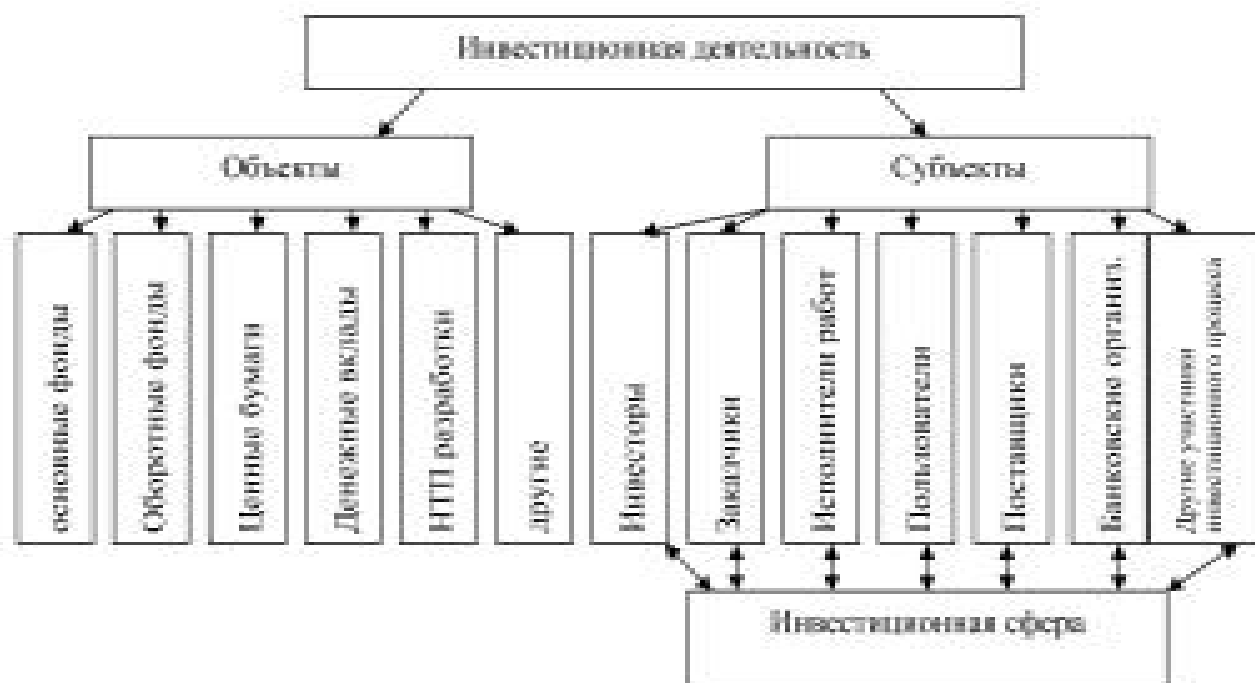 Инвестиционная деятельность
Объекты
Субъекты
основные фонды
Оборотные фонды
Ценные бумаги
Денежные вклады
НТП разработки
другие
Инвесторы
Заказчики
Исполнители работ
Пользователи
Поставщики
Банковские организ.
Другие участники
инвестиционного процесса
Инвестиционная сфера